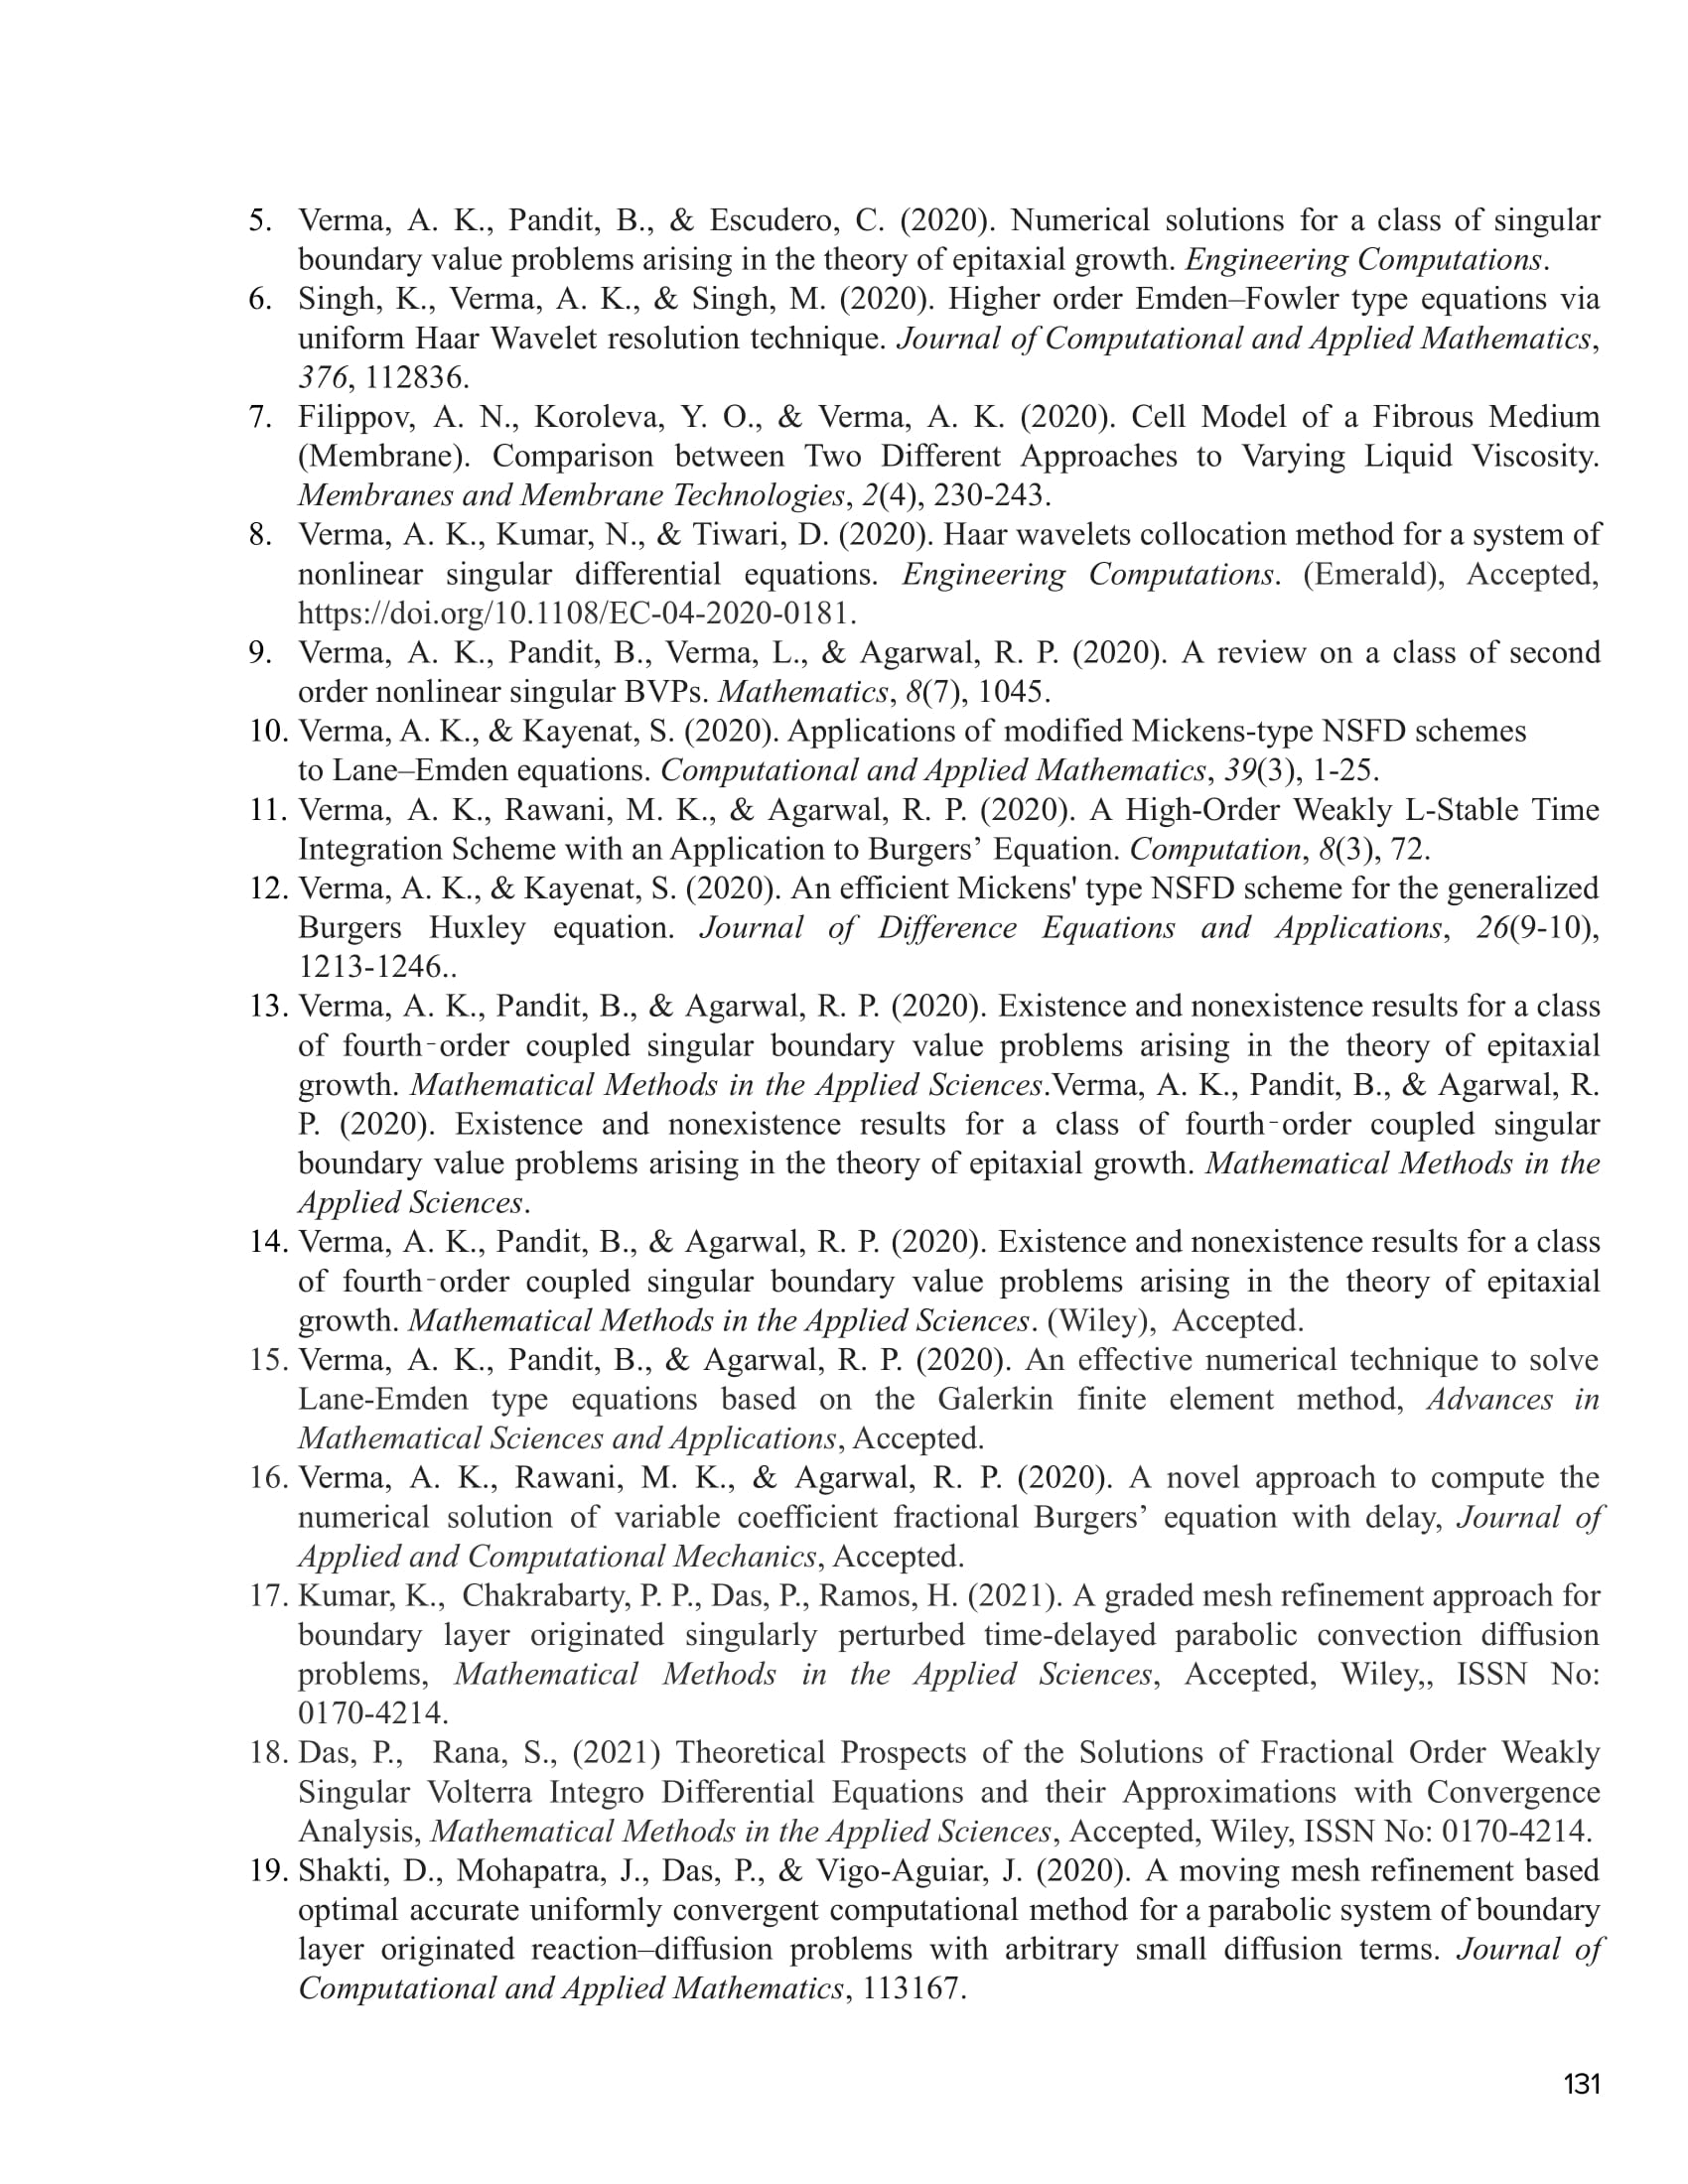 5. Verma, A. K., Pandit, B., & Escudero, C. (2020). Numerical solutions for a class of singular
boundary value problems arising in the theory of epitaxial growth. Engineering Computations.
6. Singh, K., Verma, A. K., & Singh, M. (2020). Higher order Emden–Fowler type equations via
uniform Haar Wavelet resolution technique. Journal of Computational and Applied Mathematics,
376, 112836.
7. Filippov, A. N., Koroleva, Y. O., & Verma, A. K. (2020). Cell Model of a Fibrous Medium
(Membrane). Comparison between Two Different Approaches to Varying Liquid Viscosity.
Membranes and Membrane Technologies, 2(4), 230-243.
8. Verma, A. K., Kumar, N., & Tiwari, D. (2020). Haar wavelets collocation method for a system of
nonlinear singular differential equations. Engineering Computations. (Emerald), Accepted,
https://doi.org/10.1108/EC-04-2020-0181.
9. Verma, A. K., Pandit, B., Verma, L., & Agarwal, R. P. (2020). A review on a class of second
order nonlinear singular BVPs. Mathematics, 8(7), 1045.
10. Verma, A. K., & Kayenat, S. (2020). Applications of modified Mickens-type NSFD schemes
to Lane–Emden equations. Computational and Applied Mathematics, 39(3), 1-25.
11. Verma, A. K., Rawani, M. K., & Agarwal, R. P. (2020). A High-Order Weakly L-Stable Time
Integration Scheme with an Application to Burgers’ Equation. Computation, 8(3), 72.
12. Verma, A. K., & Kayenat, S. (2020). An efficient Mickens' type NSFD scheme for the generalized
Burgers Huxley equation. Journal of Difference Equations and Applications, 26(9-10),
1213-1246..
13. Verma, A. K., Pandit, B., & Agarwal, R. P. (2020). Existence and nonexistence results for a class
of fourth‐order coupled singular boundary value problems arising in the theory of epitaxial
growth. Mathematical Methods in the Applied Sciences.Verma, A. K., Pandit, B., & Agarwal, R.
P. (2020). Existence and nonexistence results for a class of fourth‐order coupled singular
boundary value problems arising in the theory of epitaxial growth. Mathematical Methods in the
Applied Sciences.
14. Verma, A. K., Pandit, B., & Agarwal, R. P. (2020). Existence and nonexistence results for a class
of fourth‐order coupled singular boundary value problems arising in the theory of epitaxial
growth. Mathematical Methods in the Applied Sciences. (Wiley), Accepted.
15. Verma, A. K., Pandit, B., & Agarwal, R. P. (2020). An effective numerical technique to solve
Lane-Emden type equations based on the Galerkin finite element method, Advances in
Mathematical Sciences and Applications, Accepted.
16. Verma, A. K., Rawani, M. K., & Agarwal, R. P. (2020). A novel approach to compute the
numerical solution of variable coefficient fractional Burgers’ equation with delay, Journal of
Applied and Computational Mechanics, Accepted.
17. Kumar, K., Chakrabarty, P. P., Das, P., Ramos, H. (2021). A graded mesh refinement approach for
boundary layer originated singularly perturbed time-delayed parabolic convection diffusion
problems, Mathematical Methods in the Applied Sciences, Accepted, Wiley,, ISSN No:
0170-4214.
18. Das, P., Rana, S., (2021) Theoretical Prospects of the Solutions of Fractional Order Weakly
Singular Volterra Integro Differential Equations and their Approximations with Convergence
Analysis, Mathematical Methods in the Applied Sciences, Accepted, Wiley, ISSN No: 0170-4214.
19. Shakti, D., Mohapatra, J., Das, P., & Vigo-Aguiar, J. (2020). A moving mesh refinement based
optimal accurate uniformly convergent computational method for a parabolic system of boundary
layer originated reaction–diffusion problems with arbitrary small diffusion terms. Journal of
Computational and Applied Mathematics, 113167.
131